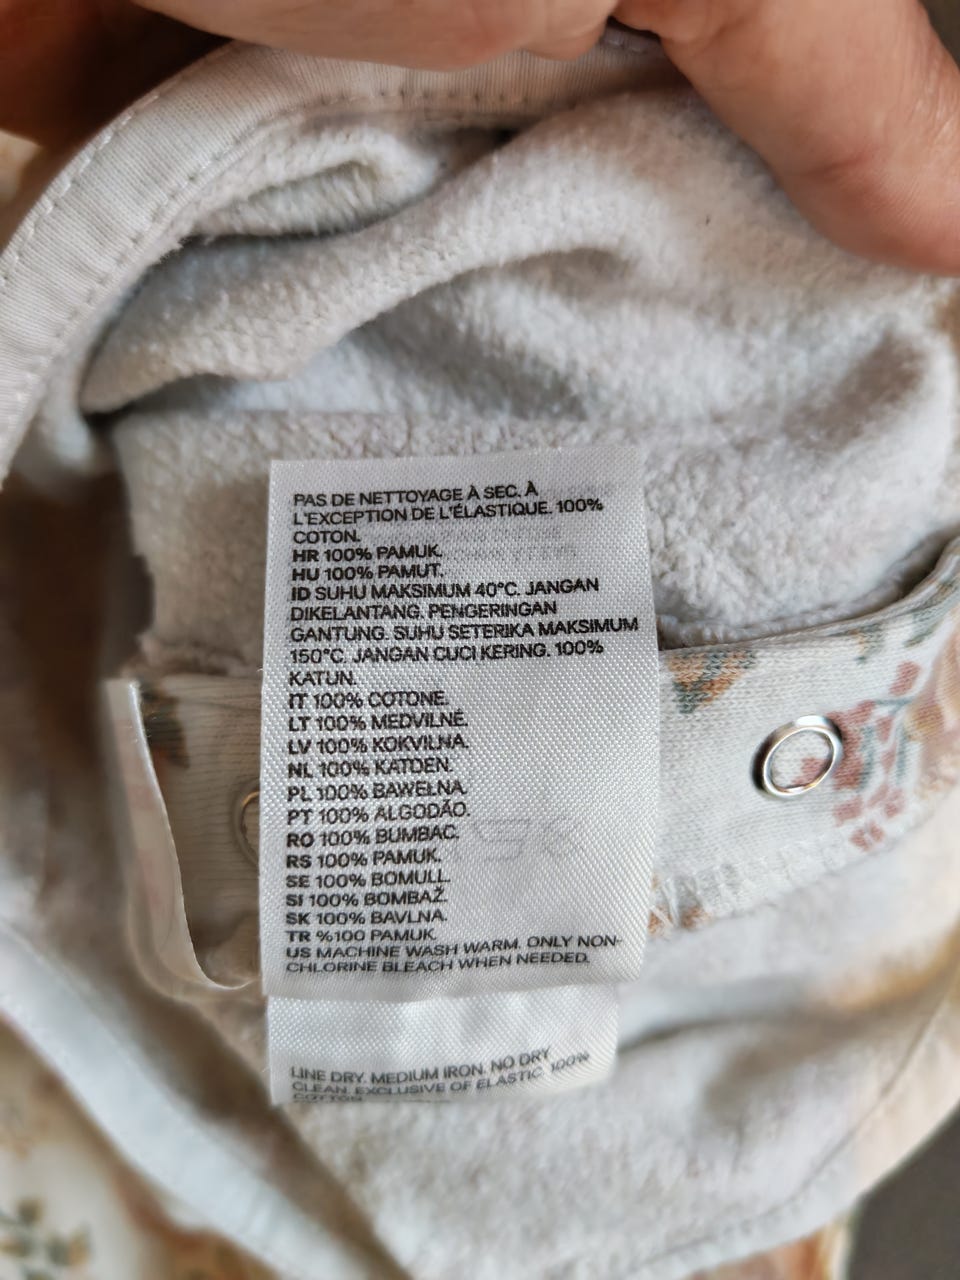 PAS DE NETTOYAGE À SEC. À
L'EXCEPTION DE L'ÉLASTIQUE. 100%
COTON.
HR 100% PAMUK.
HU 100% PAMUT.
ID SUHU MAKSIMUM 40°C. JANGAN
DIKELANTANG. PENGERINGAN
GANTUNG. SUHU SETERIKA MAKSIMUM
150°C. JANGAN CUCI KERING. 100%
KATUN.
IT 100% COTONE.
LT 100% MEDVILNĖ.
LV 100% KOKVILNA.
NL 100% KATOEN.
PL 100% BAWEŁNA.
PT 100% ALGODÃO.
RO 100% BUMBAC.
RS 100% PAMUK.
SE 100% BOMULL.
SI 100% BOMBAŽ.
SK 100% BAVLNA.
TR %100 PAMUK.
US MACHINE WASH WARM. ONLY NON-
CHLORINE BLEACH WHEN NEEDED.
LINE DRY. MEDIUM IRON. NO DRY
CLEAN. EXCLUSIVE OF ELASTIC. 100%
COTTON